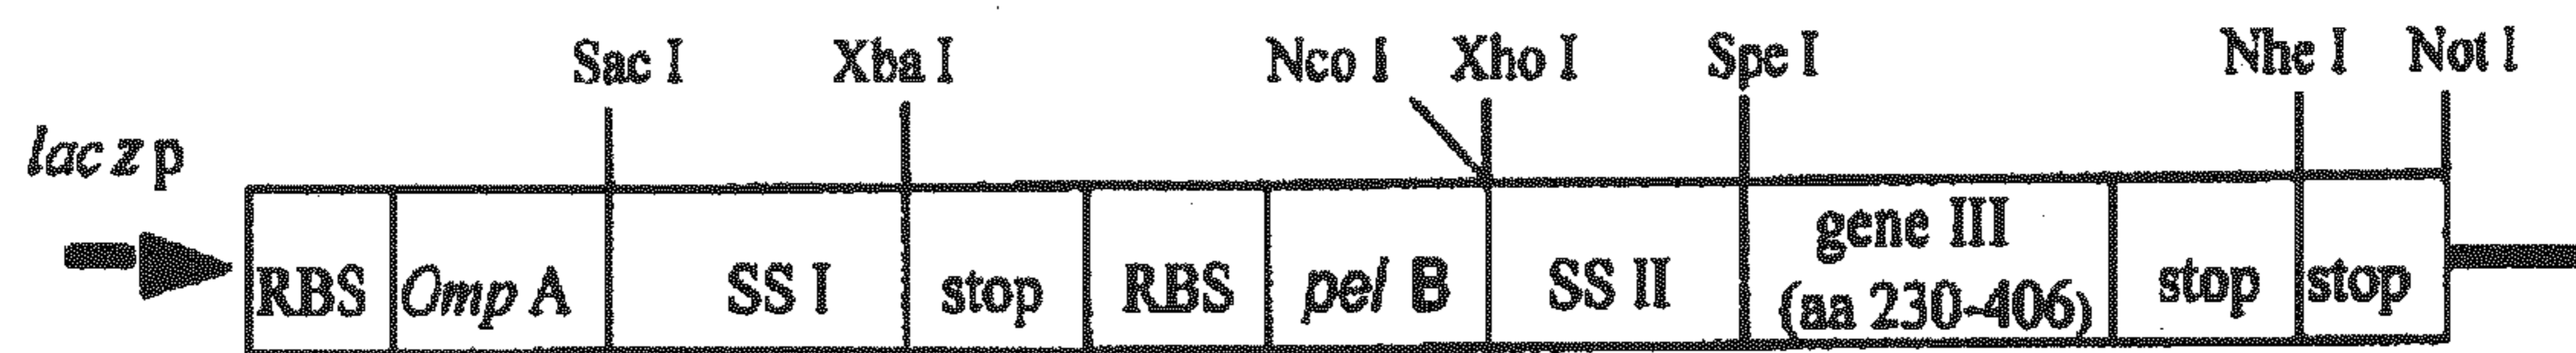 Sac I Xba I Nco I Xho I Spe I Nhe I Not I
lac z p
gene III
RBS Omp A SS I stop RBS pel B SS II (aa 230-406) stop stop